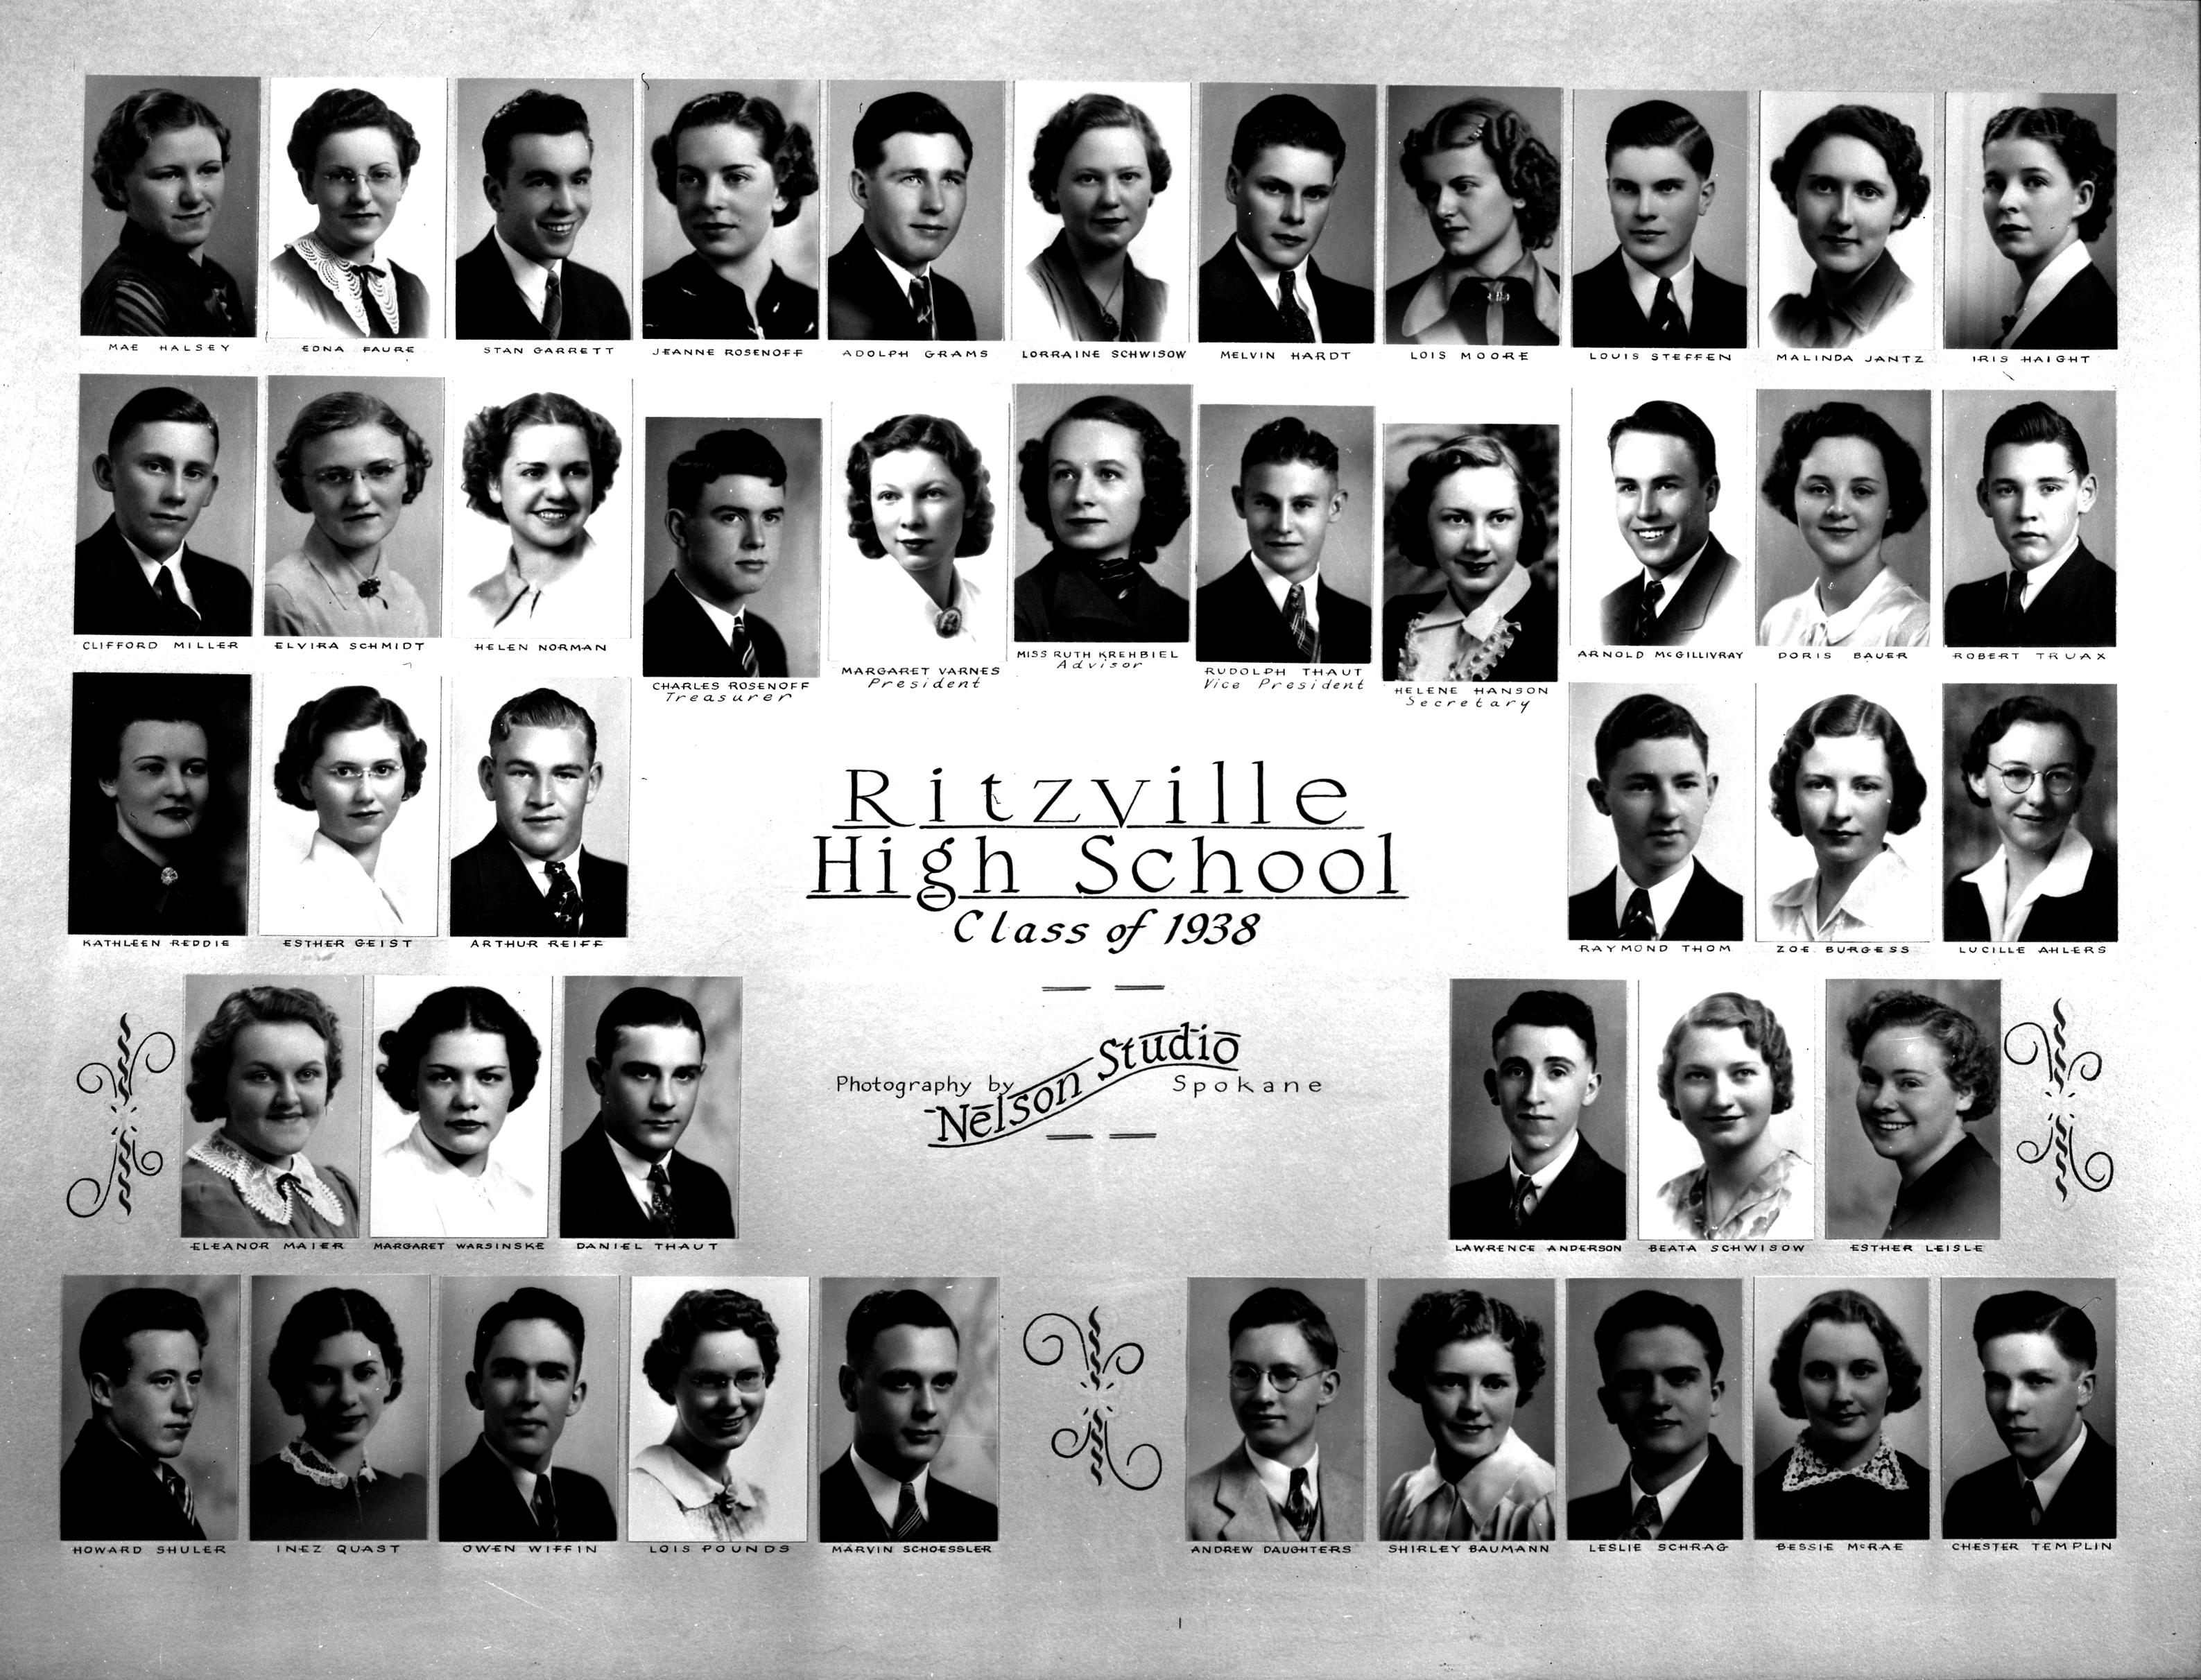 MAE HALSEY
EDNA FAURE
STAN GARRETT
JEANNE ROSENOFF
ADOLPH GRAMS
LORRAINE SCHWISOW
MELVIN HARDT
LOIS MOORE
LOUIS STEFFEN
MALINDA JANTZ
IRIS HAIGHT
CLIFFORD MILLER
ELVIRA SCHMIDT
HELEN NORMAN
CHARLES ROSENOFF
Treasurer
MARGARET VARNES
President
MISS RUTH KREHBIEL
Advisor
RUDOLPH THAUT
Vice President
HELENE HANSON
Secretary
ARNOLD McGILLIVRAY
DORIS BAUER
ROBERT TRUAX
KATHLEEN REDDIE
ESTHER GEIST
ARTHUR REIFF
Ritzville
High School
Class of 1938
RAYMOND THOM
ZOE BURGESS
LUCILLE AHLERS
ELEANOR MAIER
MARGARET WARSINSKE
DANIEL THAUT
Photography by
Nelson Studio
Spokane
LAWRENCE ANDERSON
BEATA SCHWISOW
ESTHER LEISLE
HOWARD SHULER
INEZ QUAST
OWEN WIFFIN
LOIS POUNDS
MARVIN SCHOESSLER
ANDREW DAUGHTERS
SHIRLEY BAUMANN
LESLIE SCHRAG
BESSIE McRAE
CHESTER TEMPLIN